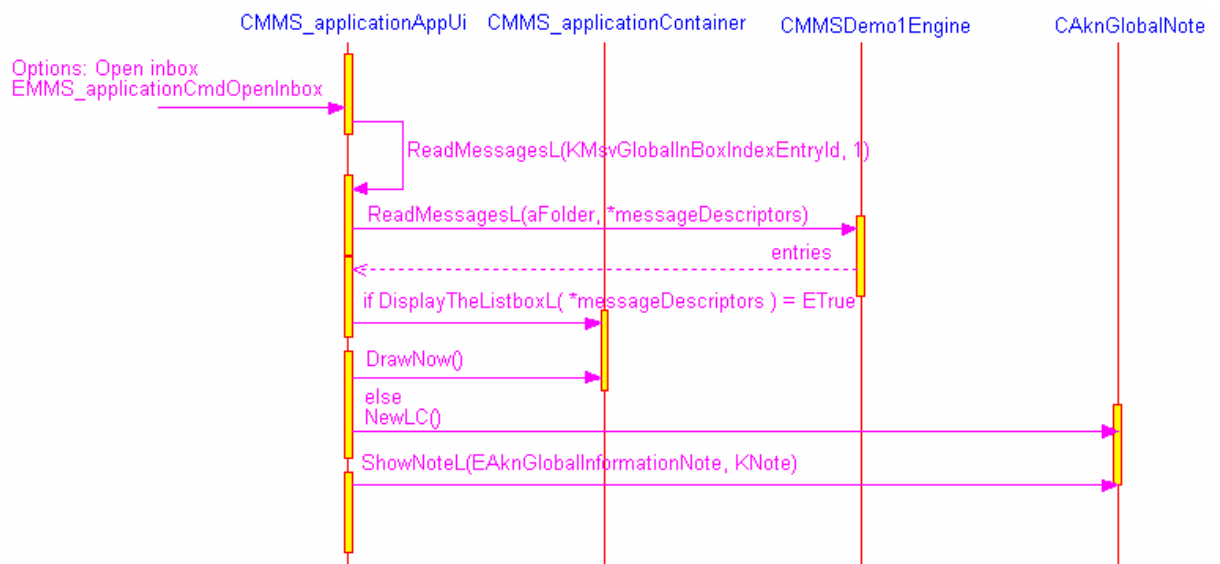 CMMS_applicationAppUi CMMS_applicationContainer CMMSDemo1Engine CAknGlobalNote
Options: Open inbox
EMMS_applicationCmdOpenInbox
ReadMessagesL(KMsvGlobalInBoxIndexEntryId, 1)
ReadMessagesL(aFolder, *messageDescriptors)
entries
if DisplayTheListboxL( *messageDescriptors ) = ETrue
DrawNow()
else
NewLC()
ShowNoteL(EAknGlobalInformationNote, KNote)